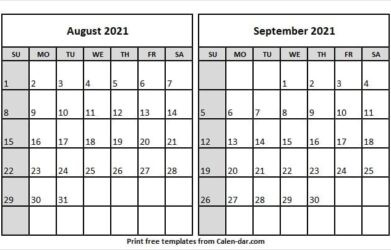 August 2021
SU MO TU WE TH FR SA
1 2 3 4 5 6 7
8 9 10 11 12 13 14
15 16 17 18 19 20 21
22 23 24 25 26 27 28
29 30 31
September 2021
SU MO TU WE TH FR SA
1 2 3 4
5 6 7 8 9 10 11
12 13 14 15 16 17 18
19 20 21 22 23 24 25
26 27 28 29 30
Print free templates from Calen-dar.com